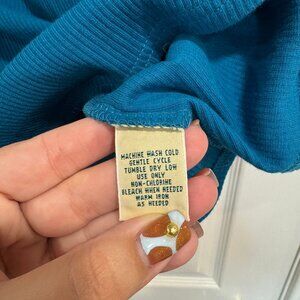 MACHINE WASH COLD
GENTLE CYCLE
TUMBLE DRY LOW
USE ONLY
NON-CHLORINE
BLEACH WHEN NEEDED
WARM IRON
AS NEEDED